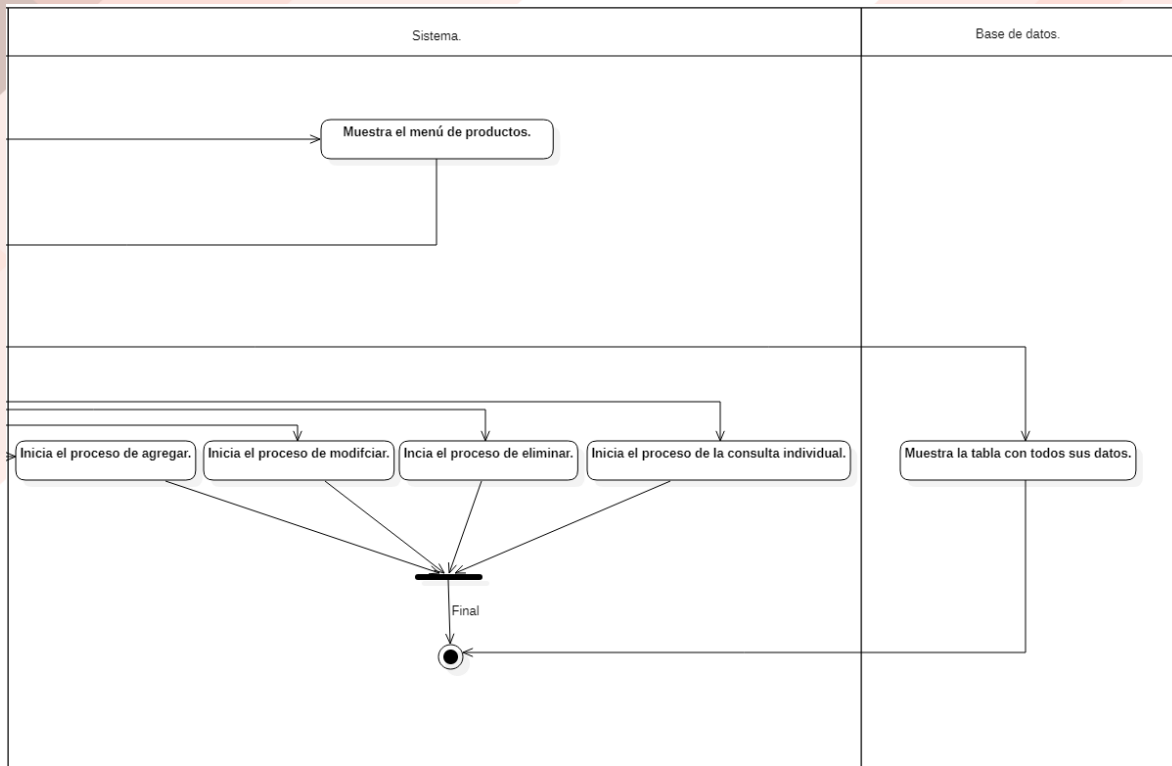 Sistema.
Base de datos.
Muestra el menú de productos.
Inicia el proceso de agregar.
Inicia el proceso de modifciar.
Incia el proceso de eliminar.
Inicia el proceso de la consulta individual.
Muestra la tabla con todos sus datos.
Final